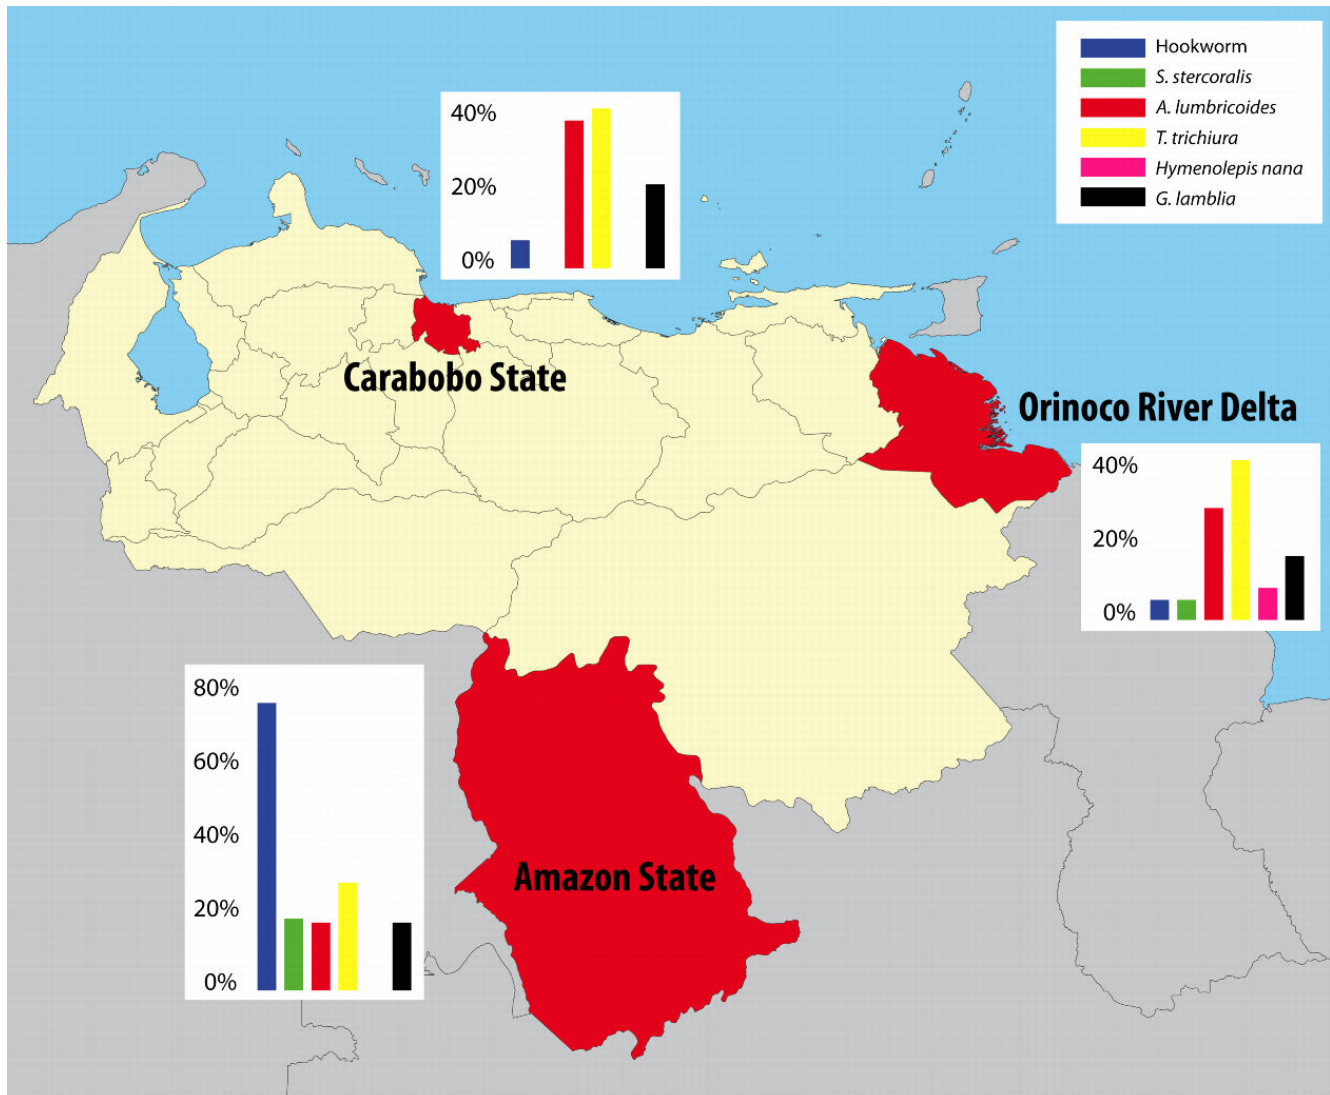 Hookworm
S. stercoralis
A. lumbricoides
T. trichiura
Hymenolepis nana
G. lamblia
40%
20%
0%
Carabobo State
Orinoco River Delta
40%
20%
0%
80%
60%
40%
20%
0%
Amazon State